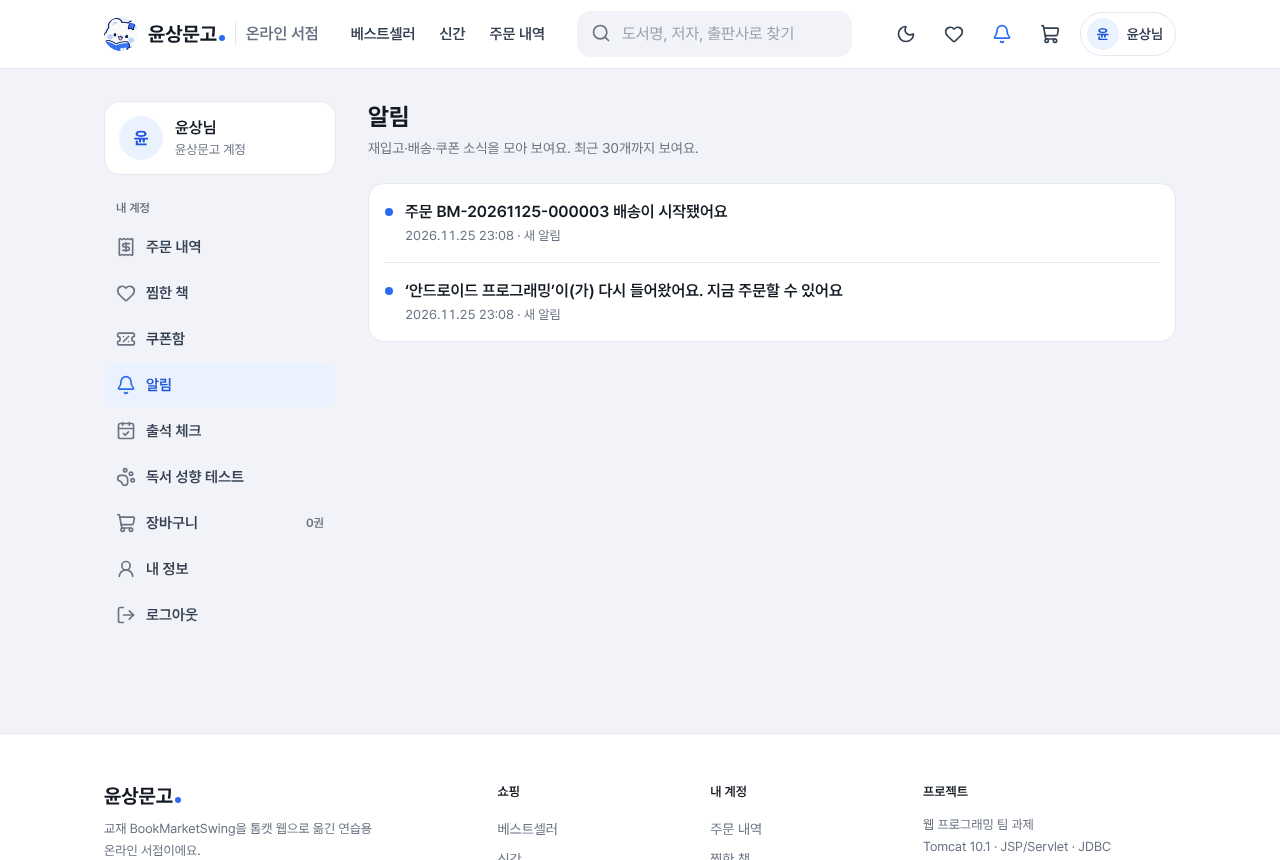 윤상문고 온라인 서점 베스트셀러 신간 주문 내역 도서명, 저자, 출판사로 찾기 윤 윤상님
윤 윤상님
윤상문고 계정
내 계정
주문 내역
찜한 책
쿠폰함
알림
출석 체크
독서 성향 테스트
장바구니 0권
내 정보
로그아웃
알림
재입고·배송·쿠폰 소식을 모아 보여요. 최근 30개까지 보여요.
주문 BM-20261125-000003 배송이 시작됐어요
2026.11.25 23:08 · 새 알림
‘안드로이드 프로그래밍’이(가) 다시 들어왔어요. 지금 주문할 수 있어요
2026.11.25 23:08 · 새 알림
윤상문고
교재 BookMarketSwing을 톰캣 웹으로 옮긴 연습용
온라인 서점이에요.
쇼핑
베스트셀러
신간
내 계정
주문 내역
찜한 책
프로젝트
웹 프로그래밍 팀 과제
Tomcat 10.1 · JSP/Servlet · JDBC